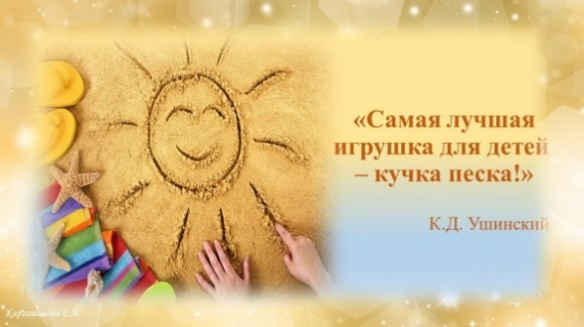 «Самая лучшая
игрушка для детей
– кучка песка!»
К.Д. Ушинский